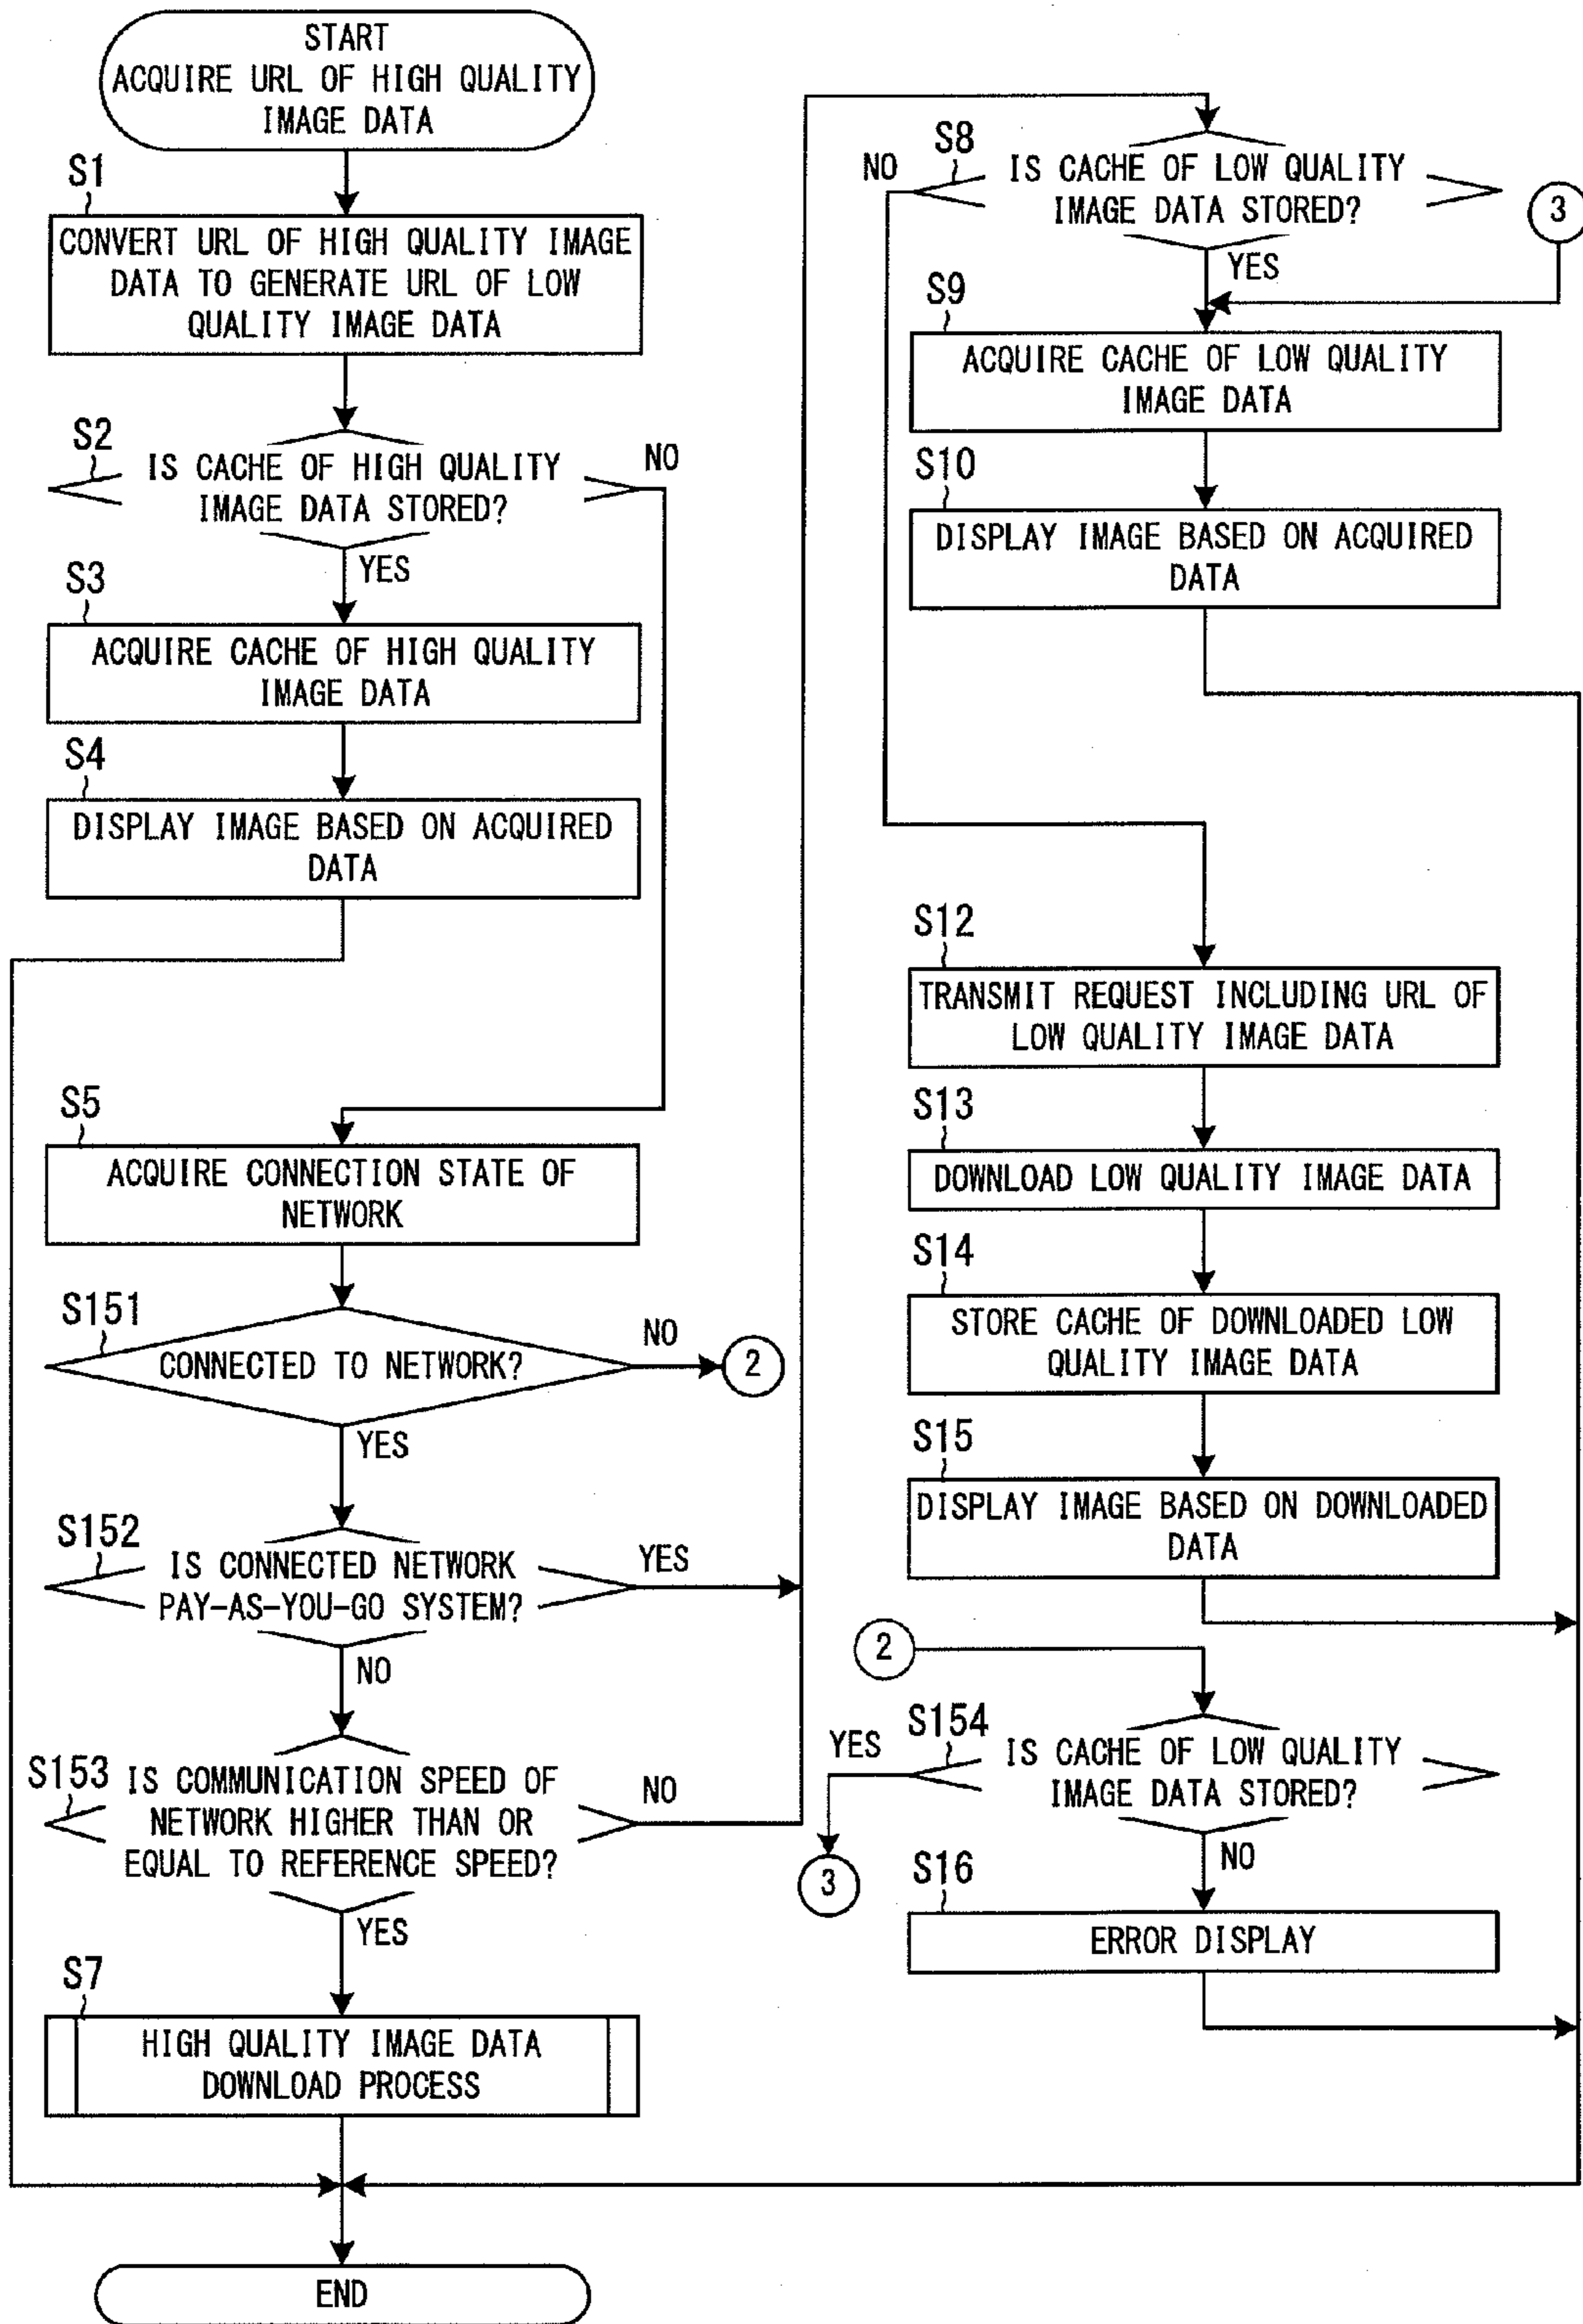 START
ACQUIRE URL OF HIGH QUALITY
IMAGE DATA
S1
CONVERT URL OF HIGH QUALITY IMAGE
DATA TO GENERATE URL OF LOW
QUALITY IMAGE DATA
S2
IS CACHE OF HIGH QUALITY
IMAGE DATA STORED?
NO
YES
S3
ACQUIRE CACHE OF HIGH QUALITY
IMAGE DATA
S4
DISPLAY IMAGE BASED ON ACQUIRED
DATA
S5
ACQUIRE CONNECTION STATE OF
NETWORK
S151
CONNECTED TO NETWORK?
NO
2
YES
S152
IS CONNECTED NETWORK
PAY-AS-YOU-GO SYSTEM?
YES
NO
S153
IS COMMUNICATION SPEED OF
NETWORK HIGHER THAN OR
EQUAL TO REFERENCE SPEED?
NO
YES
S7
HIGH QUALITY IMAGE DATA
DOWNLOAD PROCESS
END
S8
NO
IS CACHE OF LOW QUALITY
IMAGE DATA STORED?
3
YES
S9
ACQUIRE CACHE OF LOW QUALITY
IMAGE DATA
S10
DISPLAY IMAGE BASED ON ACQUIRED
DATA
S12
TRANSMIT REQUEST INCLUDING URL OF
LOW QUALITY IMAGE DATA
S13
DOWNLOAD LOW QUALITY IMAGE DATA
S14
STORE CACHE OF DOWNLOADED LOW
QUALITY IMAGE DATA
S15
DISPLAY IMAGE BASED ON DOWNLOADED
DATA
2
S154
YES
IS CACHE OF LOW QUALITY
IMAGE DATA STORED?
3
NO
S16
ERROR DISPLAY